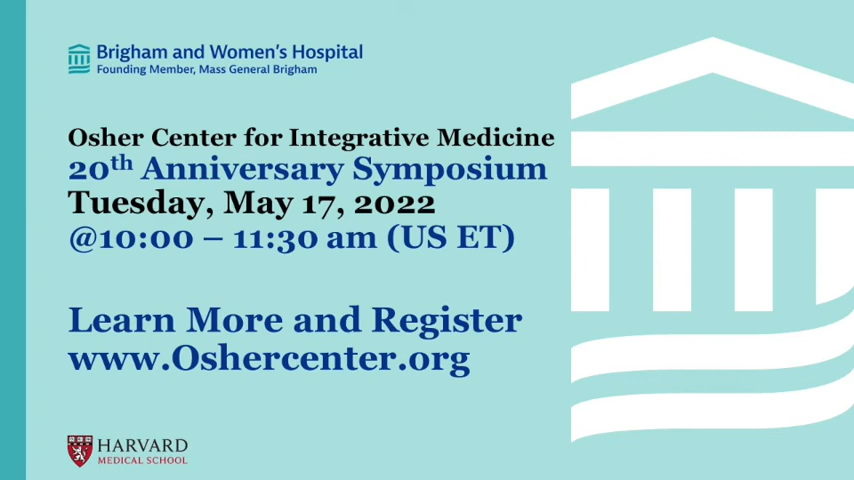 Brigham and Women's Hospital
Founding Member, Mass General Brigham
Osher Center for Integrative Medicine
20th Anniversary Symposium
Tuesday, May 17, 2022
@10:00 – 11:30 am (US ET)
Learn More and Register
www.Oshercenter.org
HARVARD
MEDICAL SCHOOL